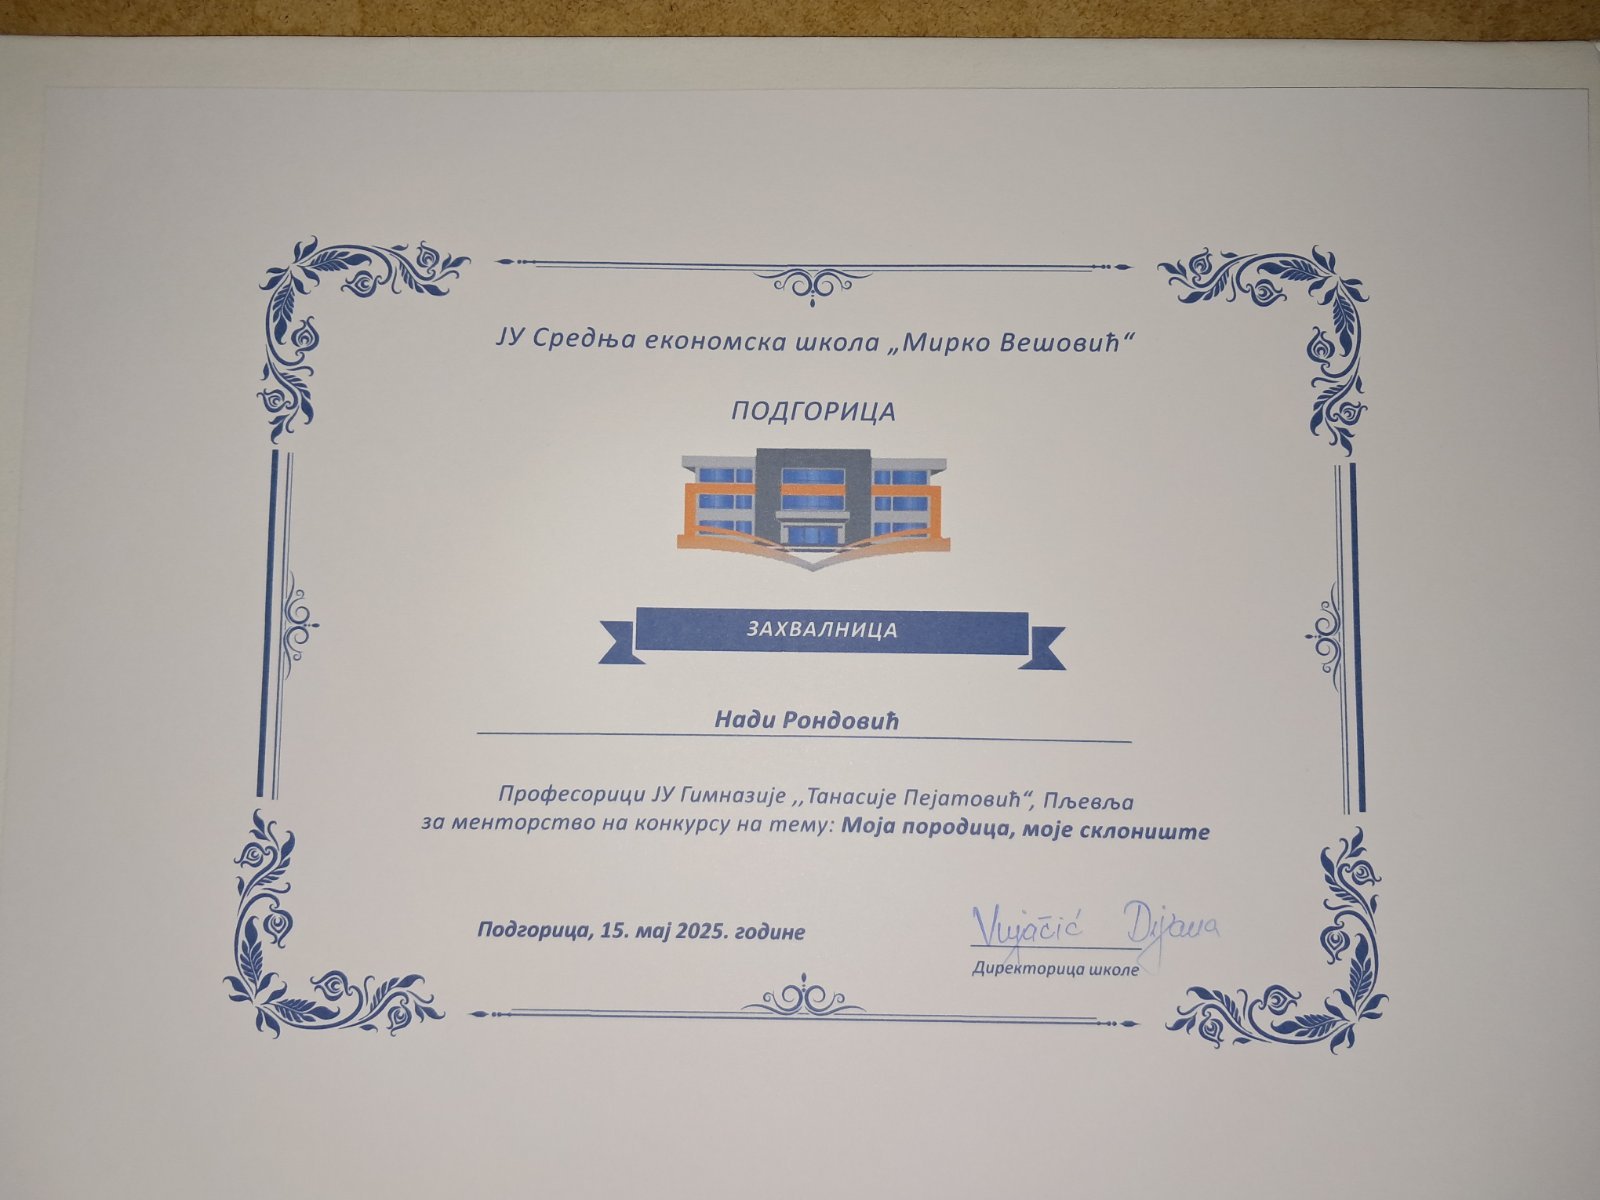 ЈУ Средња економска школа „Мирко Вешовић“
ПОДГОРИЦА
ЗАХВАЛНИЦА
Нади Рондовић
Професорици ЈУ Гимназије ,,Танасије Пејатовић“, Пљевља
за менторство на конкурсу на тему: Моја породица, моје склониште
Подгорица, 15. мај 2025. године
Vujačić Dijana
Директорица школе